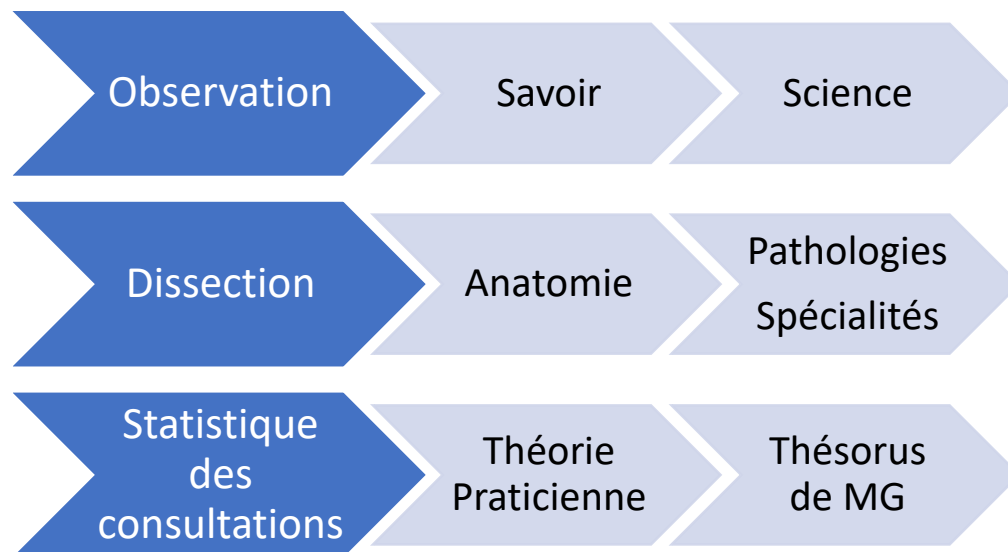 Observation
Savoir
Science
Dissection
Anatomie
Pathologies
Spécialités
Statistique
des
consultations
Théorie
Praticienne
Thésorus
de MG